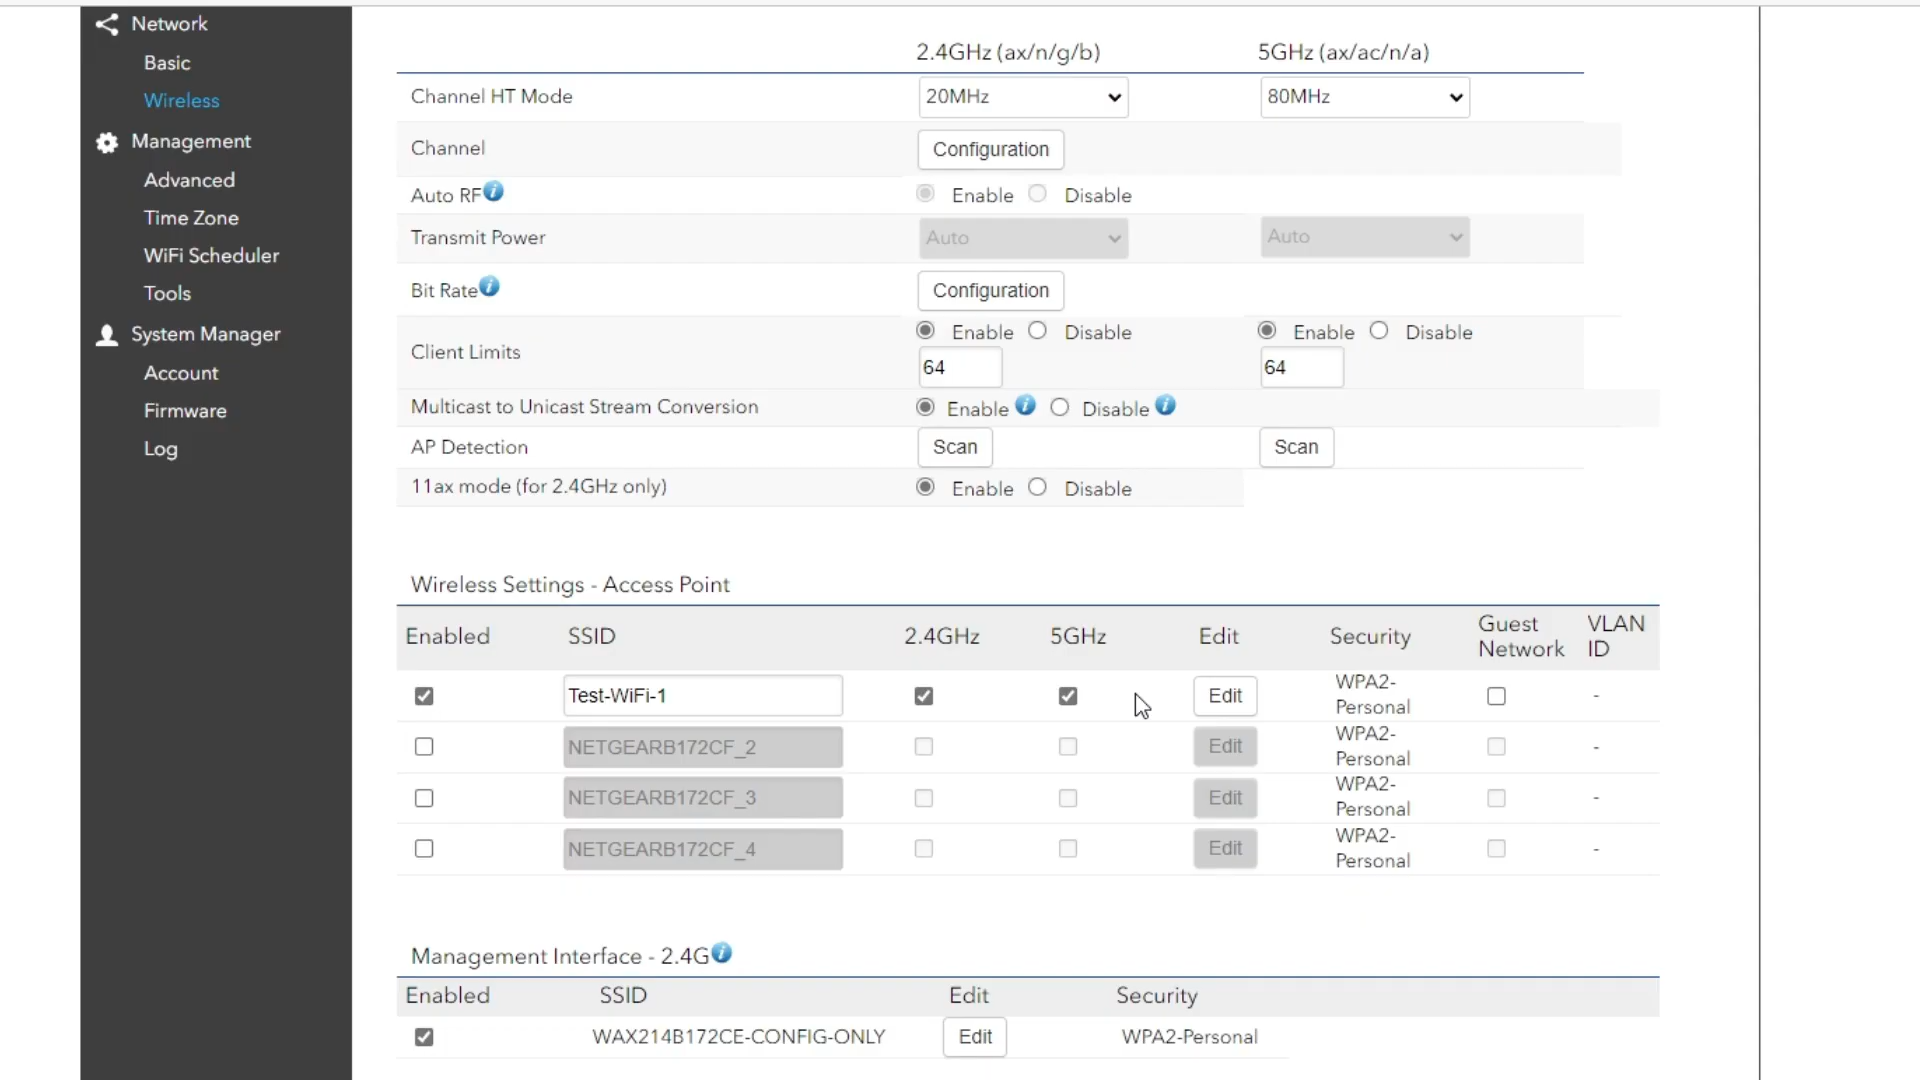 Network
Basic
Wireless
Management
Advanced
Time Zone
WiFi Scheduler
Tools
System Manager
Account
Firmware
Log
2.4GHz (ax/n/g/b) 5GHz (ax/ac/n/a)
Channel HT Mode 20MHz 80MHz
Channel Configuration
Auto RF Enable Disable
Transmit Power Auto Auto
Bit Rate Configuration
Client Limits Enable Disable Enable Disable
64 64
Multicast to Unicast Stream Conversion Enable Disable
AP Detection Scan Scan
11ax mode (for 2.4GHz only) Enable Disable
Wireless Settings - Access Point
Enabled SSID 2.4GHz 5GHz Edit Security Guest Network VLAN ID
Test-WiFi-1 Edit WPA2-Personal -
NETGEARB172CF_2 Edit WPA2-Personal -
NETGEARB172CF_3 Edit WPA2-Personal -
NETGEARB172CF_4 Edit WPA2-Personal -
Management Interface - 2.4G
Enabled SSID Edit Security
WAX214B172CE-CONFIG-ONLY Edit WPA2-Personal